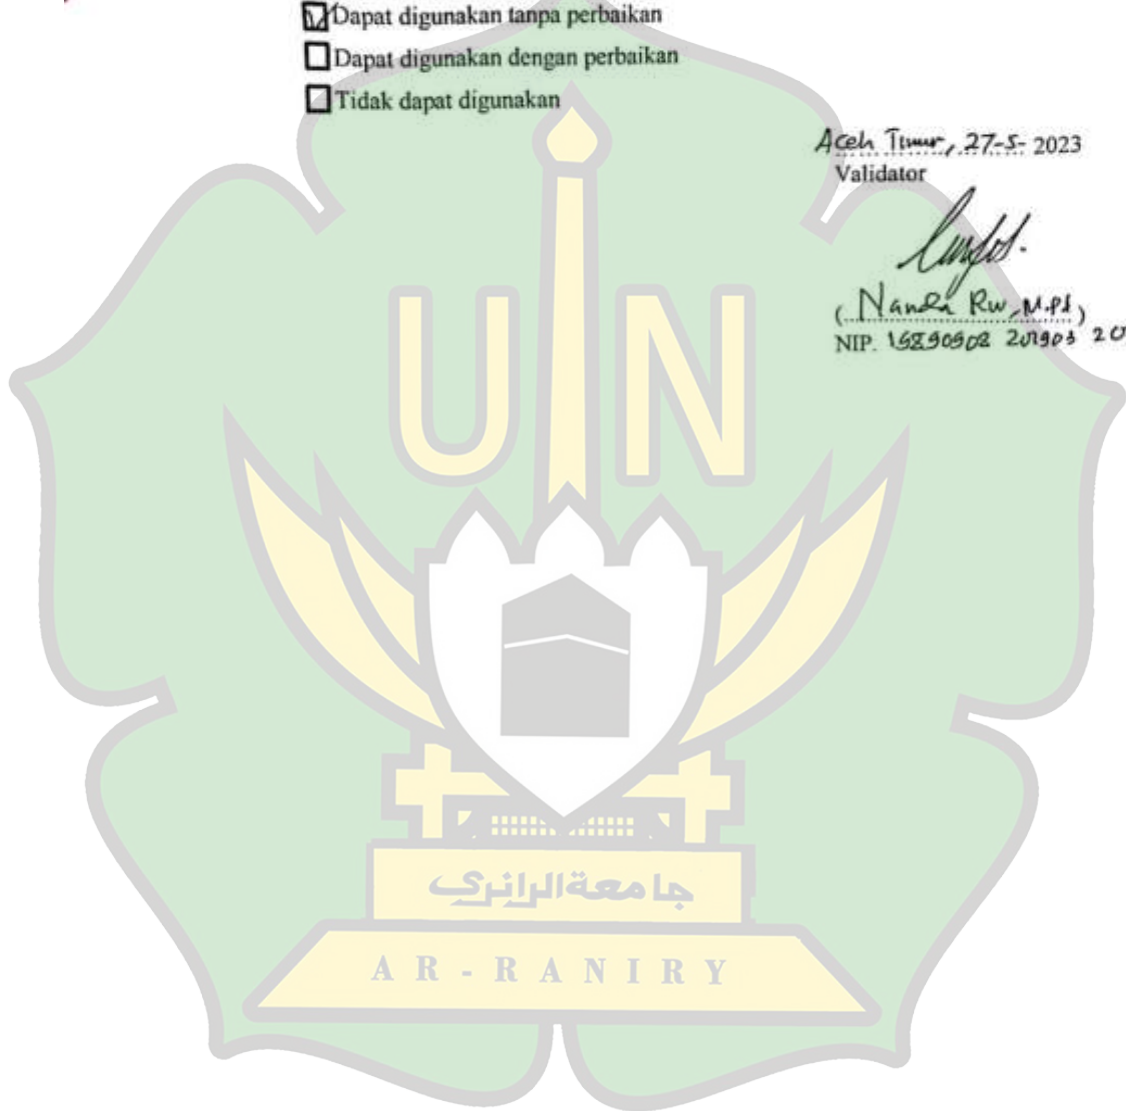 Dapat digunakan tanpa perbaikan
Dapat digunakan dengan perbaikan
Tidak dapat digunakan
Aceh Timur, 27-5- 2023
Validator
( Nanda Rw, M.Pd )
NIP.
UIN
جامعة الرانري
AR-RANIRY